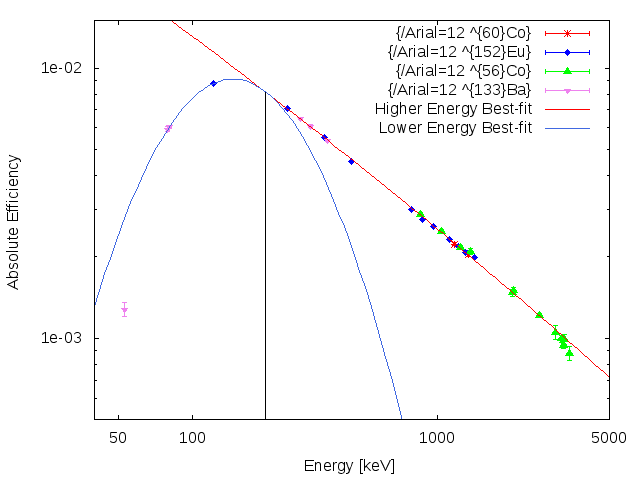 {/Arial=12 ^{60}Co}
{/Arial=12 ^{152}Eu}
{/Arial=12 ^{56}Co}
{/Arial=12 ^{133}Ba}
Higher Energy Best-fit
Lower Energy Best-fit
1e-02
1e-03
Absolute Efficiency
50 100 1000 5000
Energy [keV]